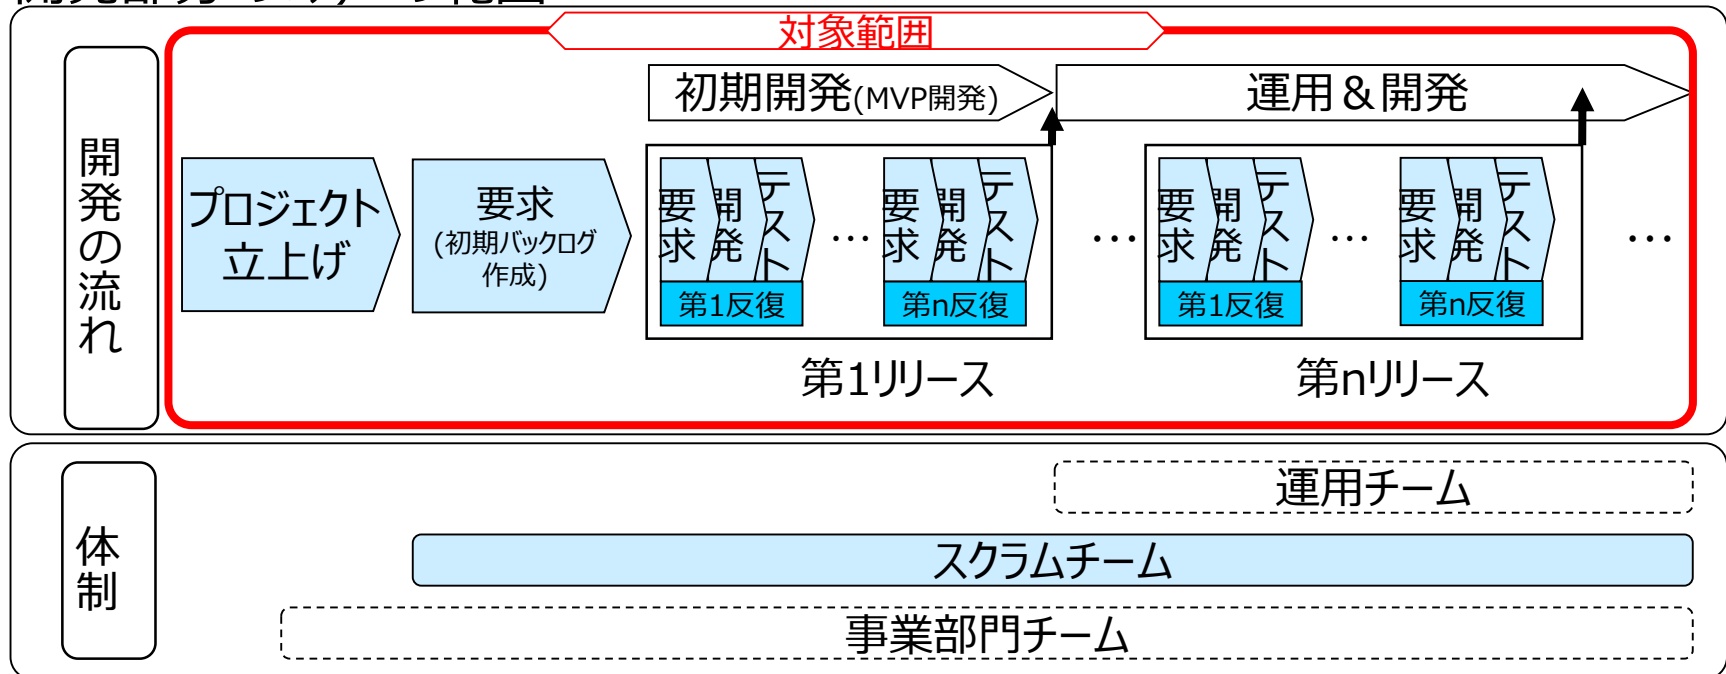 対象範囲
初期開発(MVP開発)
運用＆開発
開発の流れ
プロジェクト
立上げ
要求
(初期バックログ
作成)
要求
開発
テスト
第1反復
…
要求
開発
テスト
第n反復
…
要求
開発
テスト
第1反復
…
要求
開発
テスト
第n反復
…
第1リリース
第nリリース
体制
運用チーム
スクラムチーム
事業部門チーム